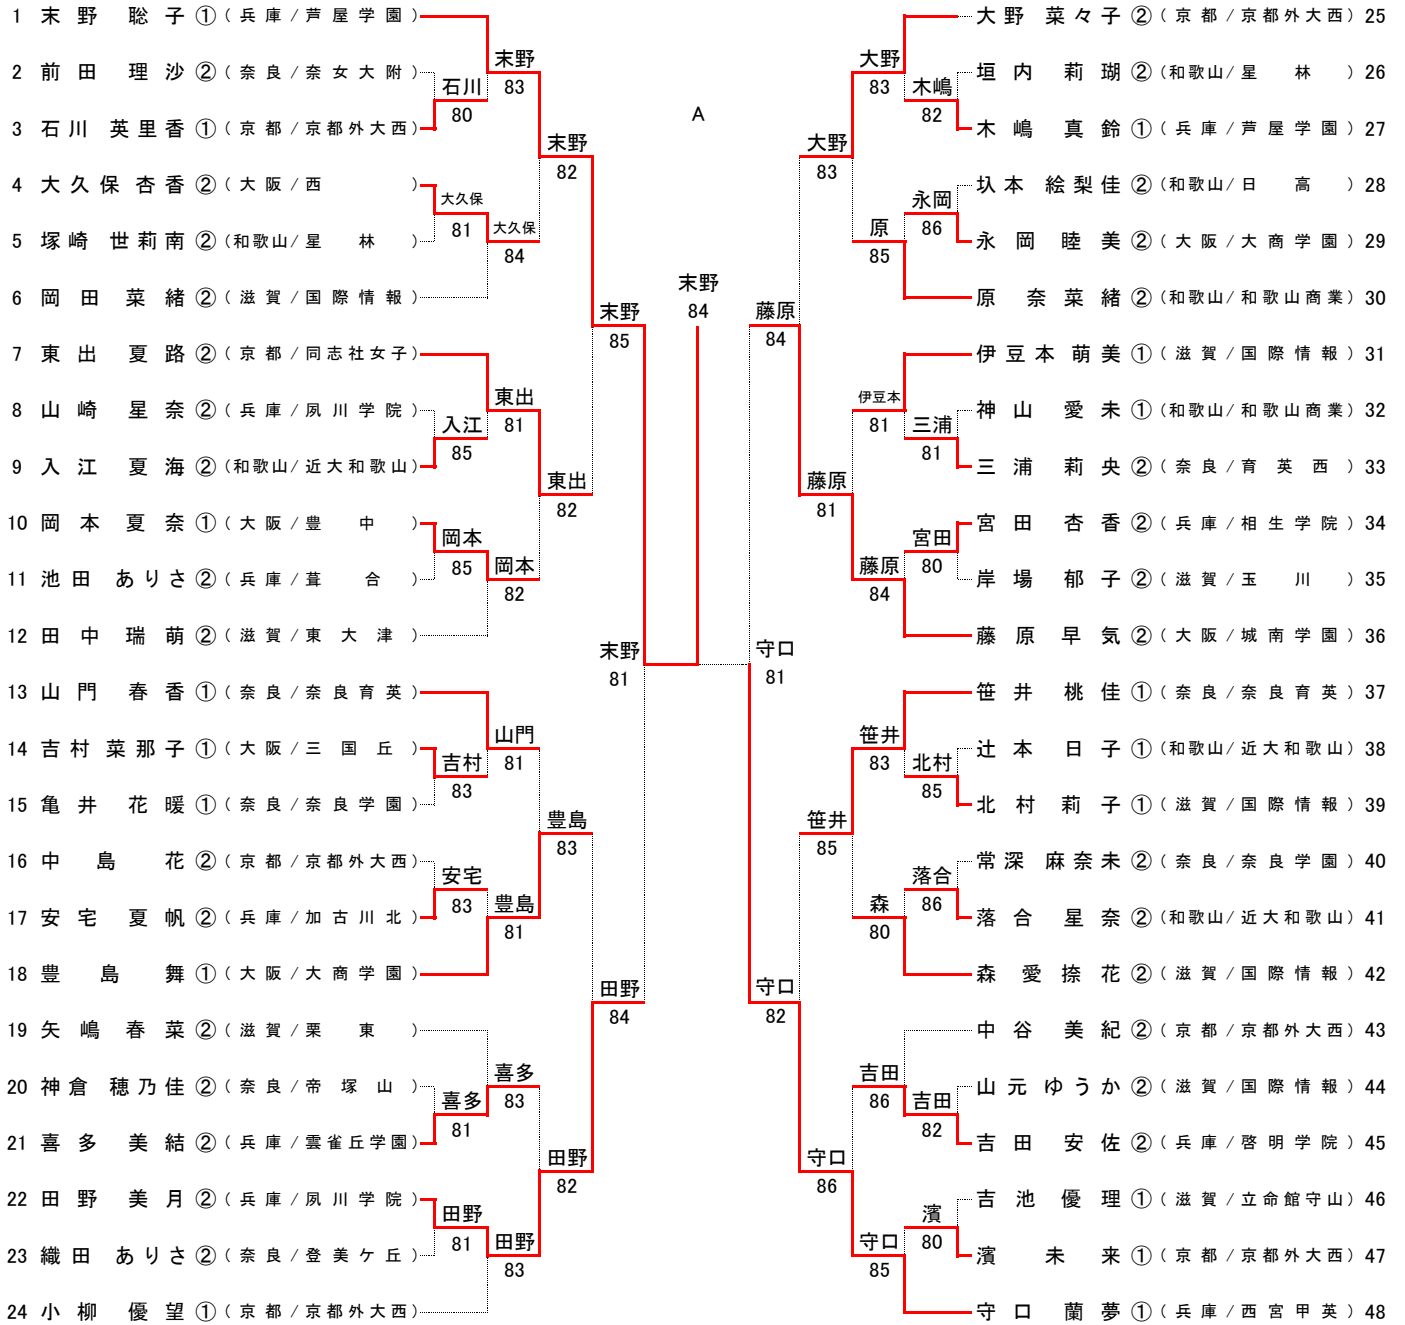 1 末野 聡子 ① (兵庫/芦屋学園)
2 前田 理沙 ② (奈良/奈女大附)
3 石川 英里香 ① (京都/京都外大西)
4 大久保杏香 ② (大阪/西)
5 塚崎 世莉南 ② (和歌山/星林)
6 岡田菜緒 ② (滋賀/国際情報)
7 東出 夏路 ② (京都/同志社女子)
8 山崎 星奈 ② (兵庫/夙川学院)
9 入江 夏海 ② (和歌山/近大和歌山)
10 岡本 夏奈 ① (大阪/豊中)
11 池田 ありさ ② (兵庫/葺合)
12 田中瑞萌 ② (滋賀/東大津)
13 山門 春香 ① (奈良/奈良育英)
14 吉村菜那子 ① (大阪/三国丘)
15 亀井 花暖 ① (奈良/奈良学園)
16 中島 花 ② (京都/京都外大西)
17 安宅 夏帆 ② (兵庫/加古川北)
18 豊島 舞 ① (大阪/大商学園)
19 矢嶋春菜 ② (滋賀/栗東)
20 神倉 穂乃佳 ② (奈良/帝塚山)
21 喜多 美結 ② (兵庫/雲雀丘学園)
22 田野 美月 ② (兵庫/夙川学院)
23 織田 ありさ ② (奈良/登美ケ丘)
24 小柳 優望 ① (京都/京都外大西)
石川
80
大久保
81
入江
85
岡本
85
吉村
83
安宅
83
喜多
81
田野
81
末野
83
大久保
84
東出
81
岡本
82
山門
81
豊島
81
喜多
83
田野
83
末野
82
東出
82
豊島
83
田野
82
末野
85
田野
84
末野
81
A
末野
84
守口
81
藤原
84
守口
82
大野
83
藤原
81
笹井
85
守口
86
大野
83
原
85
伊豆本
81
藤原
84
笹井
83
森
80
吉田
86
守口
85
木嶋
82
永岡
86
三浦
81
宮田
80
北村
85
落合
86
吉田
82
濱
80
大野 菜々子 ② (京都/京都外大西) 25
垣内 莉瑚 ② (和歌山/星林) 26
木嶋 真鈴 ① (兵庫/芦屋学園) 27
圦本 絵梨佳 ② (和歌山/日高) 28
永岡睦美 ② (大阪/大商学園) 29
原 奈菜緒 ② (和歌山/和歌山商業) 30
伊豆本萌美 ① (滋賀/国際情報) 31
神山 愛未 ① (和歌山/和歌山商業) 32
三浦 莉央 ② (奈良/育英西) 33
宮田 杏香 ② (兵庫/相生学院) 34
岸場 郁子 ② (滋賀/玉川) 35
藤原早気 ② (大阪/城南学園) 36
笹井 桃佳 ① (奈良/奈良育英) 37
辻本 日子 ① (和歌山/近大和歌山) 38
北村莉子 ① (滋賀/国際情報) 39
常深 麻奈未 ② (奈良/奈良学園) 40
落合 星奈 ② (和歌山/近大和歌山) 41
森愛捺花 ② (滋賀/国際情報) 42
中谷 美紀 ② (京都/京都外大西) 43
山元ゆうか ② (滋賀/国際情報) 44
吉田 安佐 ② (兵庫/啓明学院) 45
吉池優理 ① (滋賀/立命館守山) 46
濱 未来 ① (京都/京都外大西) 47
守口 蘭夢 ① (兵庫/西宮甲英) 48